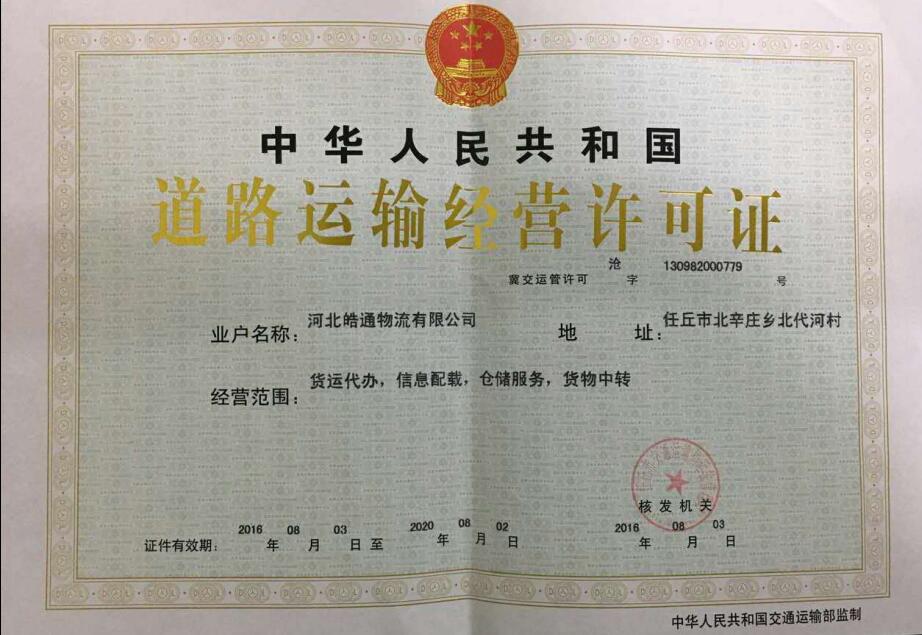 中华人民共和国
道路运输经营许可证
冀交运管许可 沧 字 130982000779 号
业户名称: 河北皓通物流有限公司 地 址: 任丘市北辛庄乡北代河村
经营范围: 货运代办,信息配载,仓储服务,货物中转
核发机关
证件有效期: 2016 年 08 月 03 日 至 2020 年 08 月 02 日 2016 年 08 月 03 日
中华人民共和国交通运输部监制